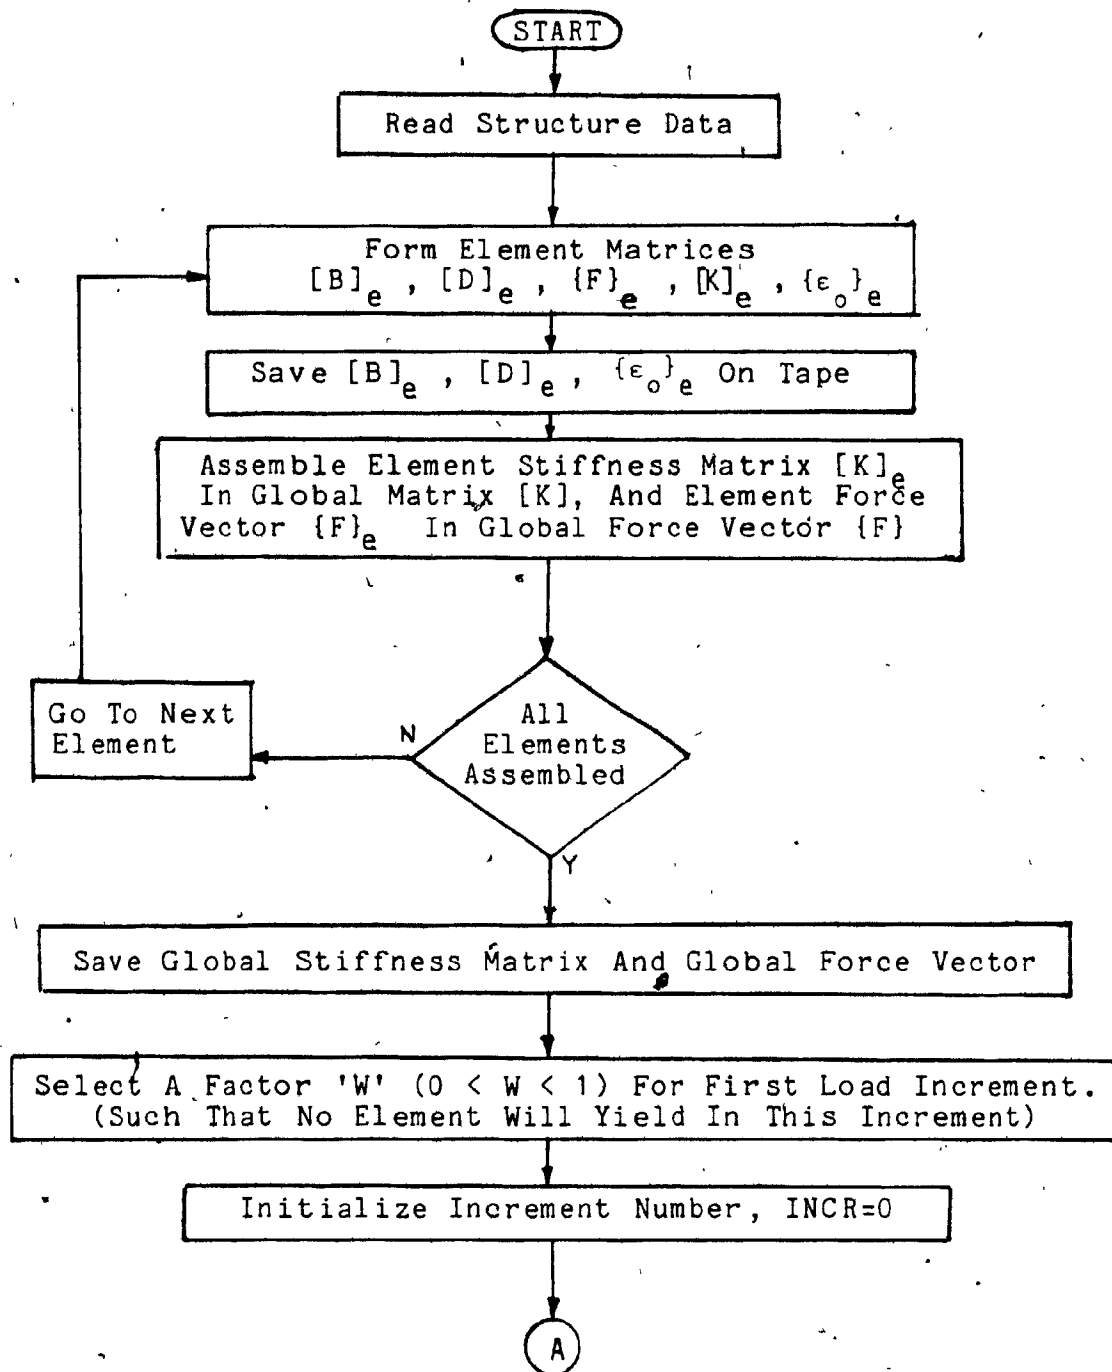 START
Read Structure Data
Form Element Matrices
[B]e , [D]e , {F}e , [K]e , {εo}e
Save [B]e , [D]e , {εo}e On Tape
Assemble Element Stiffness Matrix [K]e
In Global Matrix [K], And Element Force
Vector {F}e In Global Force Vector {F}
All
Elements
Assembled
N
Go To Next
Element
Y
Save Global Stiffness Matrix And Global Force Vector
Select A Factor 'W' (0 < W < 1) For First Load Increment.
(Such That No Element Will Yield In This Increment)
Initialize Increment Number, INCR=0
A